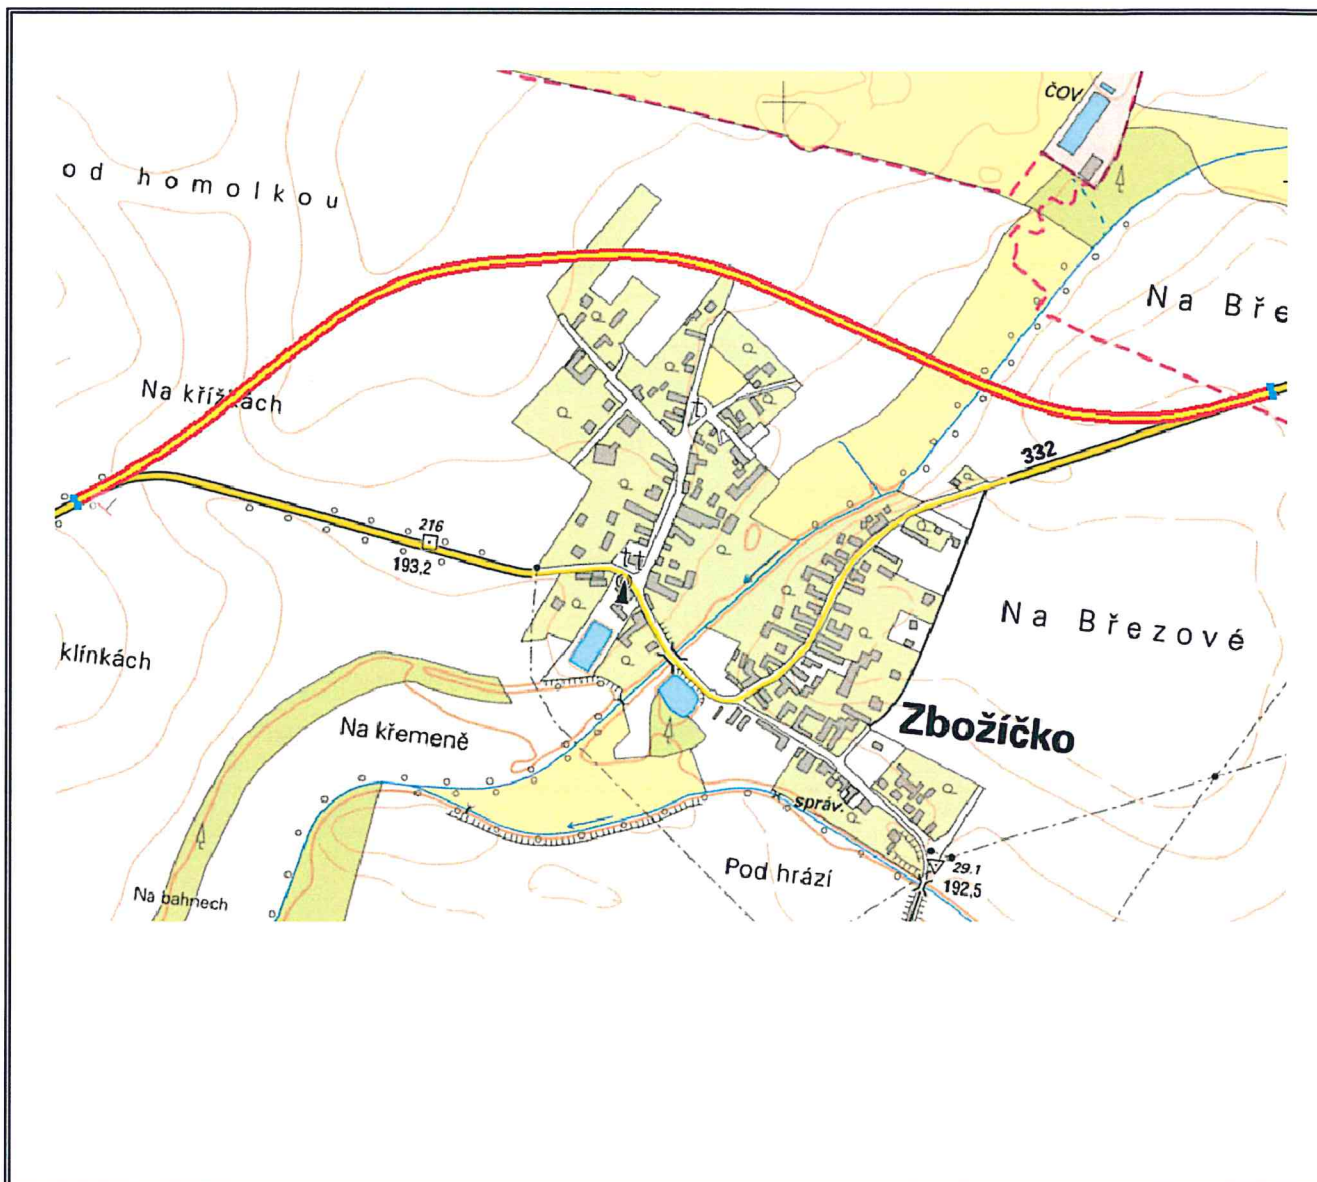 ČOV
od homolkou
Na Bře
Na křížkách
332
216
193,2
Na Březové
klínkách
Zbožíčko
Na křemeně
správ.
Pod hrází
29.1
192,5
Na bahnech